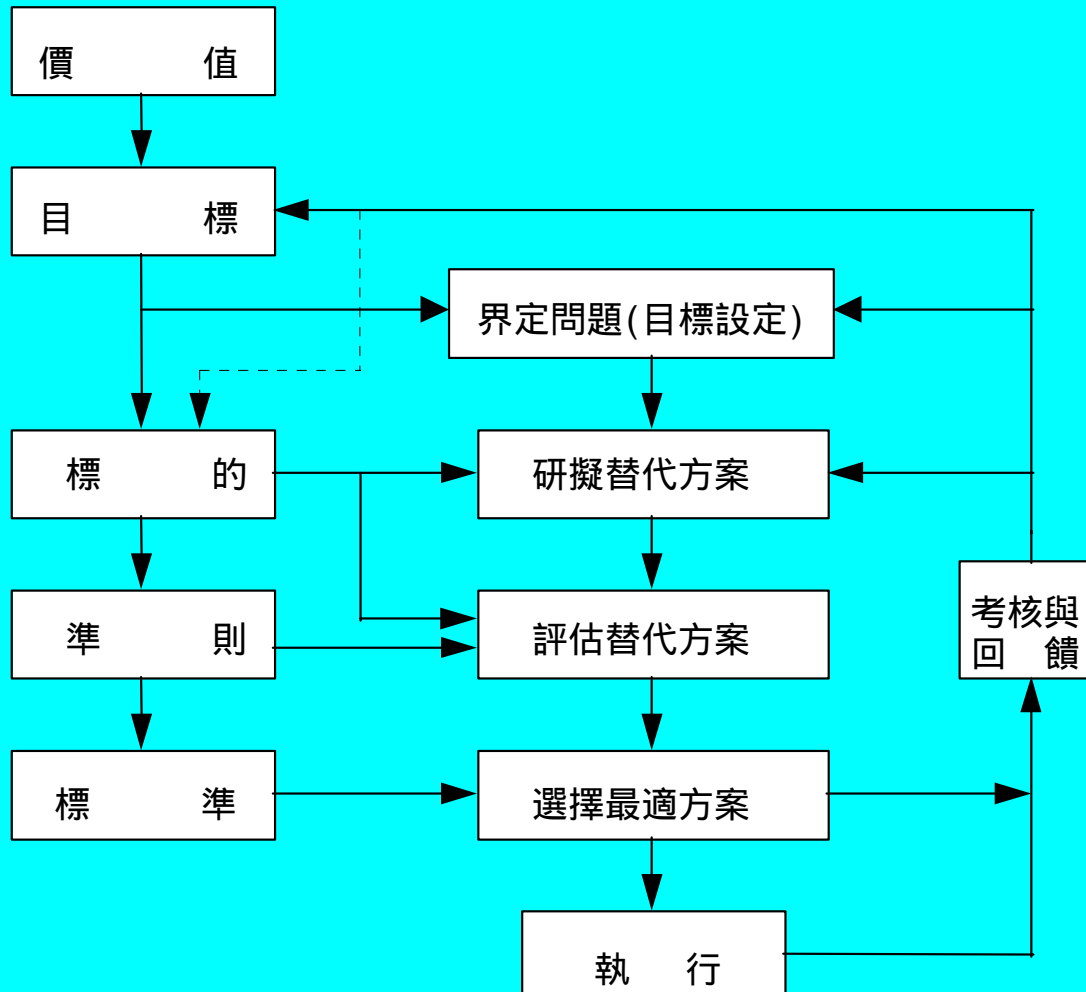 價 值
目 標
界定問題(目標設定)
標 的
研擬替代方案
準 則
評估替代方案
考核與
回 饋
標 準
選擇最適方案
執 行